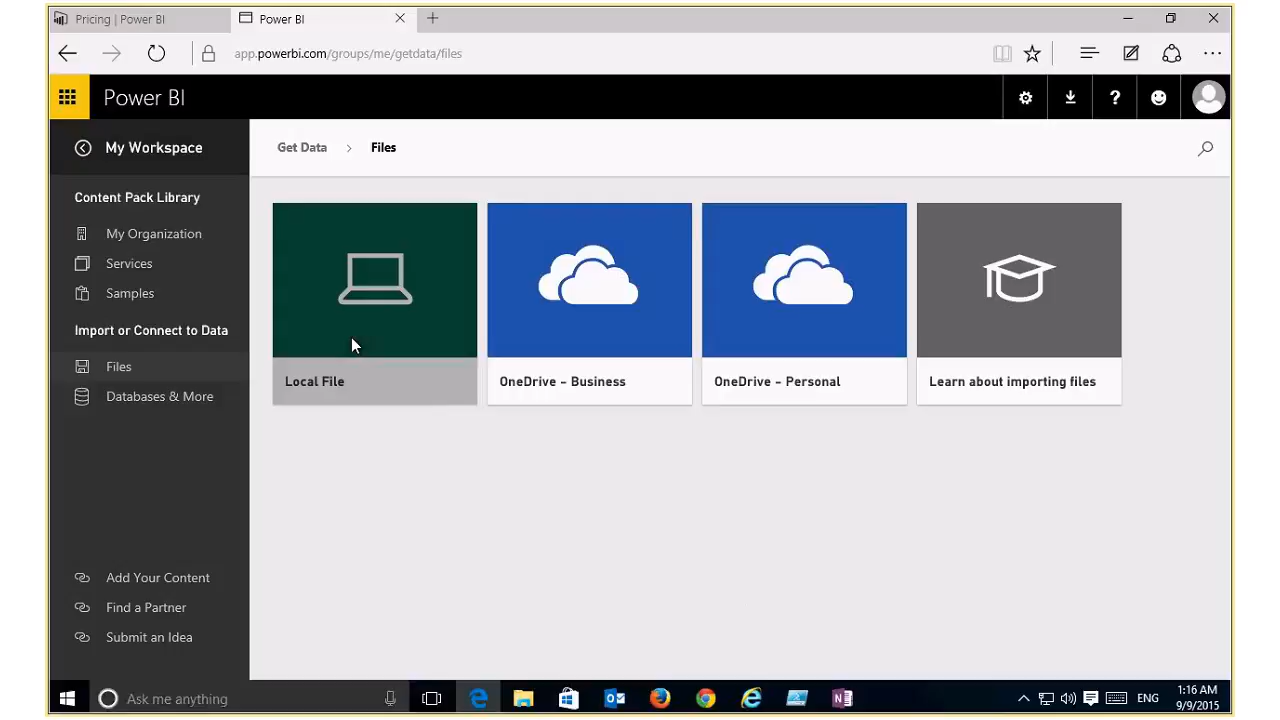 Pricing | Power BI
Power BI
app.powerbi.com/groups/me/getdata/files
Power BI
?
My Workspace
Get Data > Files
Content Pack Library
My Organization
Services
Samples
Import or Connect to Data
Files
Databases & More
Local File
OneDrive – Business
OneDrive – Personal
Learn about importing files
Add Your Content
Find a Partner
Submit an Idea
Ask me anything
ENG
1:16 AM
9/9/2015